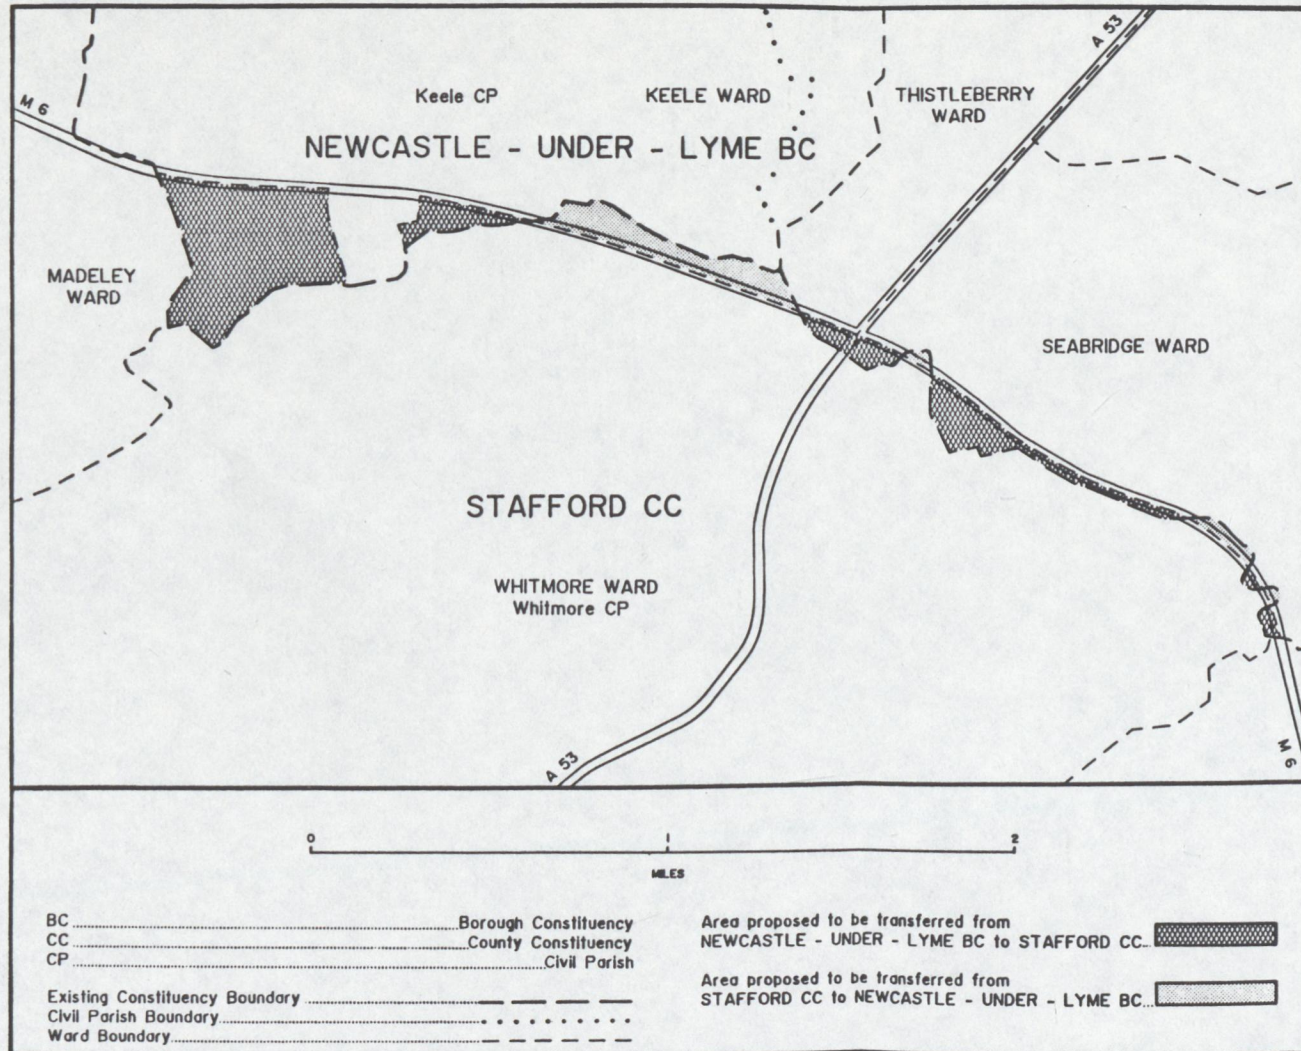 A 53
M 6
Keele CP
KEELE WARD
THISTLEBERRY
WARD
NEWCASTLE - UNDER - LYME BC
MADELEY
WARD
SEABRIDGE WARD
STAFFORD CC
WHITMORE WARD
Whitmore CP
A 53
M 6
0 1 2
MILES
BC Borough Constituency
CC County Constituency
CP Civil Parish
Existing Constituency Boundary
Civil Parish Boundary
Ward Boundary
Area proposed to be transferred from
NEWCASTLE - UNDER - LYME BC to STAFFORD CC
Area proposed to be transferred from
STAFFORD CC to NEWCASTLE - UNDER - LYME BC